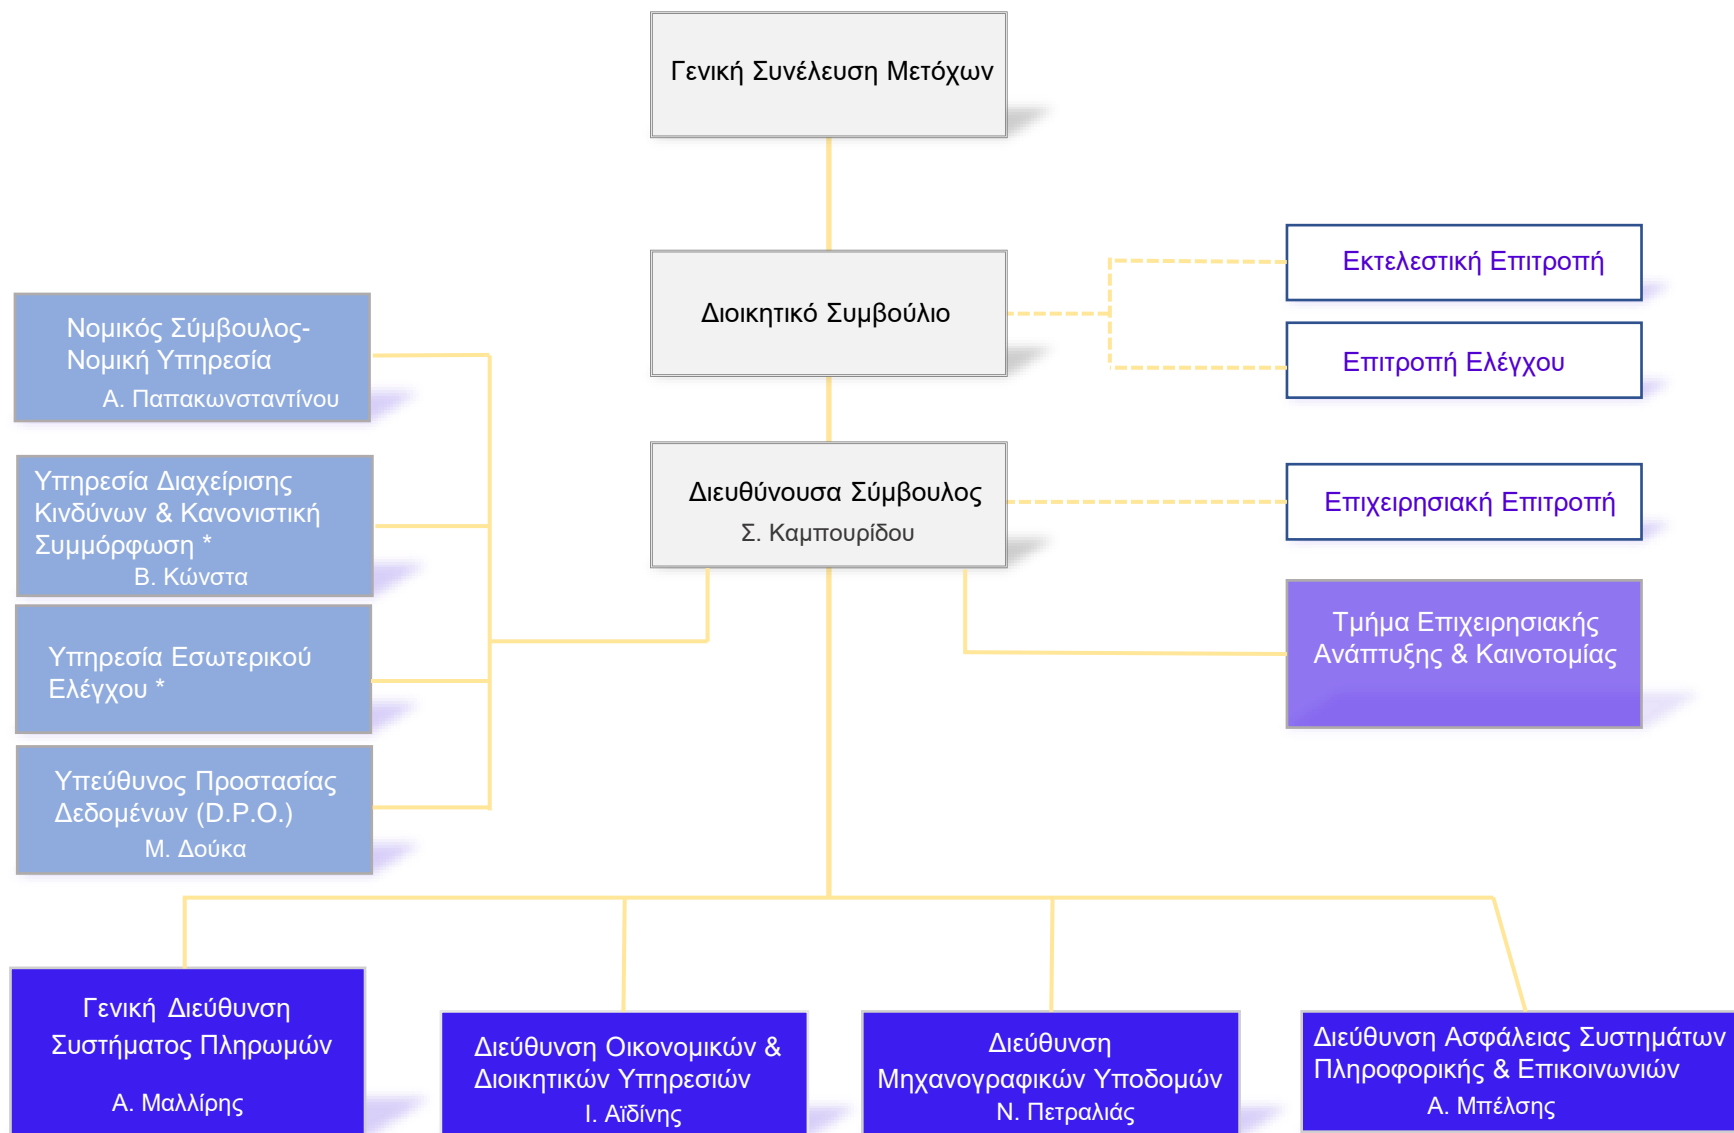 Γενική Συνέλευση Μετόχων
Διοικητικό Συμβούλιο
Εκτελεστική Επιτροπή
Επιτροπή Ελέγχου
Νομικός Σύμβουλος-
Νομική Υπηρεσία
Α. Παπακωνσταντίνου
Διευθύνουσα Σύμβουλος
Σ. Καμπουρίδου
Επιχειρησιακή Επιτροπή
Υπηρεσία Διαχείρισης
Κινδύνων & Κανονιστική
Συμμόρφωση *
Β. Κώνστα
Τμήμα Επιχειρησιακής
Ανάπτυξης & Καινοτομίας
Υπηρεσία Εσωτερικού
Ελέγχου *
Υπεύθυνος Προστασίας
Δεδομένων (D.P.O.)
Μ. Δούκα
Γενική Διεύθυνση
Συστήματος Πληρωμών
Α. Μαλλίρης
Διεύθυνση Οικονομικών &
Διοικητικών Υπηρεσιών
Ι. Αϊδίνης
Διεύθυνση
Μηχανογραφικών Υποδομών
Ν. Πετραλιάς
Διεύθυνση Ασφάλειας Συστημάτων
Πληροφορικής & Επικοινωνιών
Α. Μπέλσης